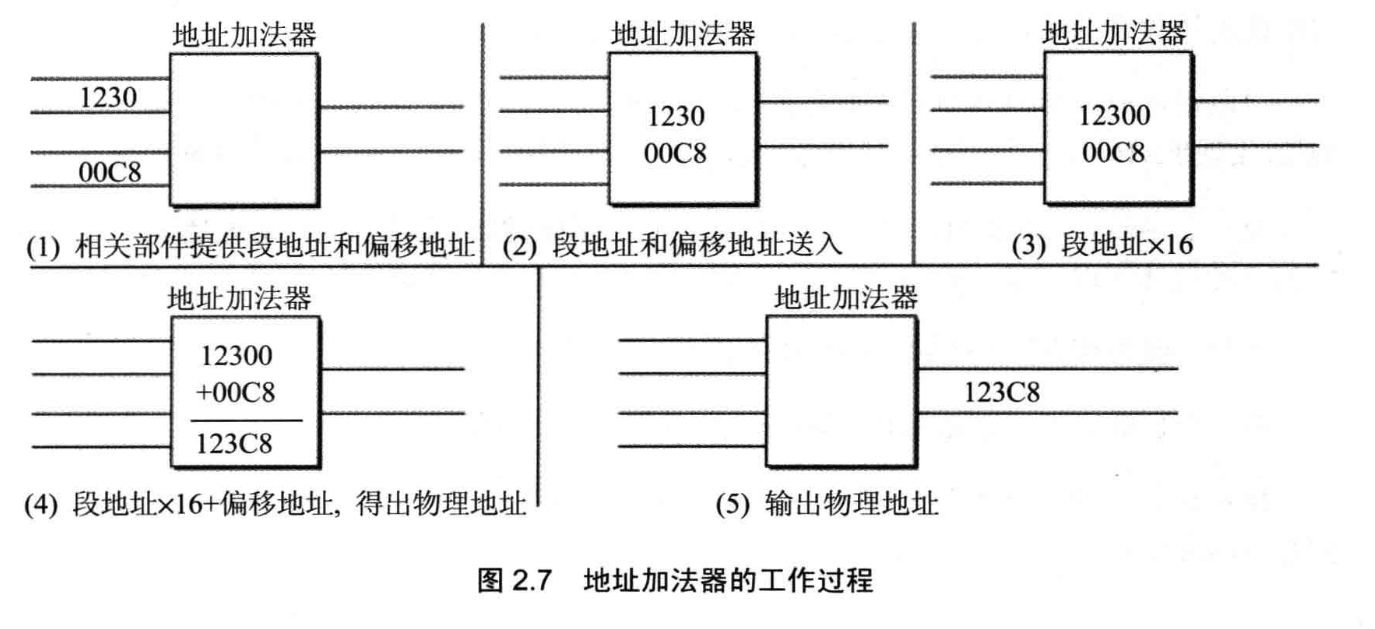 地址加法器
1230
00C8
(1) 相关部件提供段地址和偏移地址
地址加法器
1230
00C8
(2) 段地址和偏移地址送入
地址加法器
12300
00C8
(3) 段地址×16
地址加法器
12300
+00C8
123C8
(4) 段地址×16+偏移地址, 得出物理地址
地址加法器
123C8
(5) 输出物理地址
图 2.7 地址加法器的工作过程